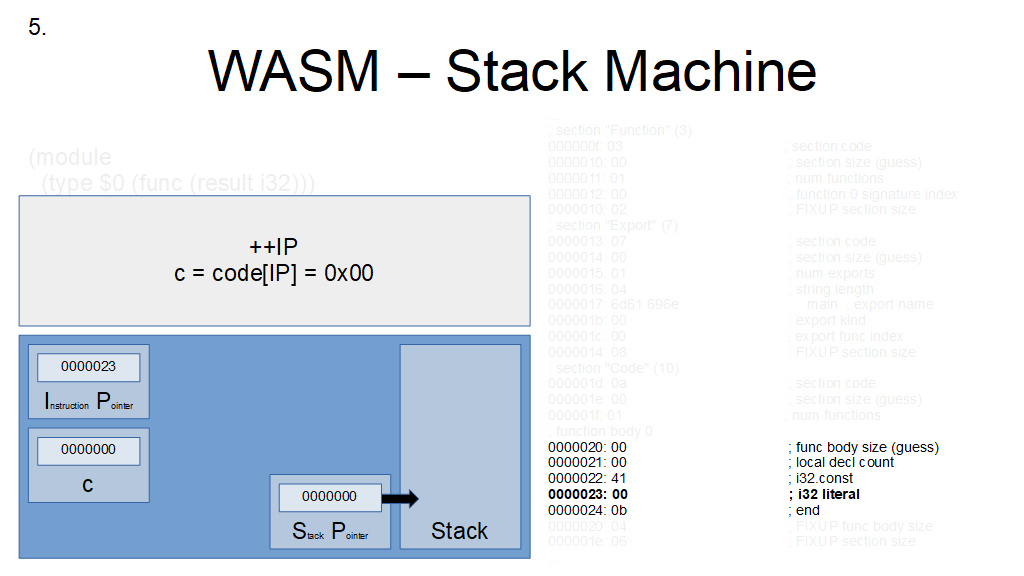 5.
WASM – Stack Machine
(module
(type $0 (func (result i32)))
++IP
c = code[IP] = 0x00
0000023
Instruction Pointer
0000000
c
0000000
Stack Pointer
Stack
; section "Function" (3)
000000f: 03 ; section code
0000010: 00 ; section size (guess)
0000011: 01 ; num functions
0000012: 00 ; function 0 signature index
0000010: 02 ; FIXUP section size
; section "Export" (7)
0000013: 07 ; section code
0000014: 00 ; section size (guess)
0000015: 01 ; num exports
0000016: 04 ; string length
0000017: 6d61 696e main ; export name
000001b: 00 ; export kind
000001c: 00 ; export func index
0000014: 08 ; FIXUP section size
; section "Code" (10)
000001d: 0a ; section code
000001e: 00 ; section size (guess)
000001f: 01 ; num functions
; function body 0
0000020: 00 ; func body size (guess)
0000021: 00 ; local decl count
0000022: 41 ; i32.const
0000023: 00 ; i32 literal
0000024: 0b ; end
0000020: 04 ; FIXUP func body size
000001e: 06 ; FIXUP section size